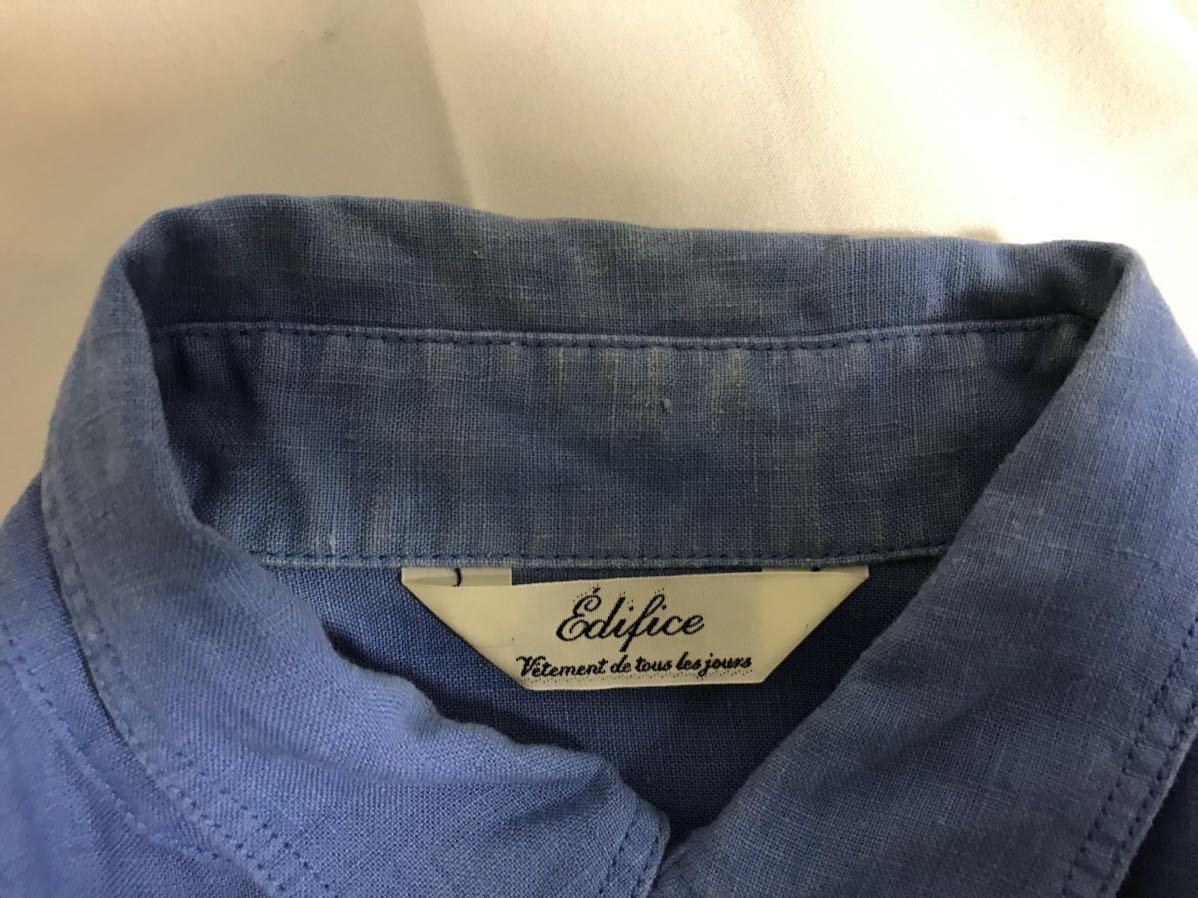 Édifice
Vêtement de tous les jours